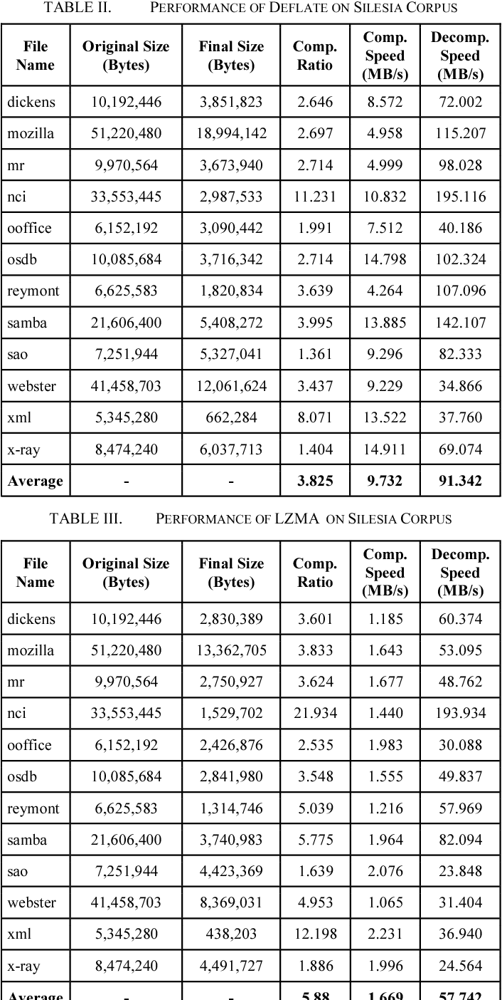 TABLE II. PERFORMANCE OF DEFLATE ON SILESIA CORPUS
File Name Original Size (Bytes) Final Size (Bytes) Comp. Ratio Comp. Speed (MB/s) Decomp. Speed (MB/s)
dickens 10,192,446 3,851,823 2.646 8.572 72.002
mozilla 51,220,480 18,994,142 2.697 4.958 115.207
mr 9,970,564 3,673,940 2.714 4.999 98.028
nci 33,553,445 2,987,533 11.231 10.832 195.116
ooffice 6,152,192 3,090,442 1.991 7.512 40.186
osdb 10,085,684 3,716,342 2.714 14.798 102.324
reymont 6,625,583 1,820,834 3.639 4.264 107.096
samba 21,606,400 5,408,272 3.995 13.885 142.107
sao 7,251,944 5,327,041 1.361 9.296 82.333
webster 41,458,703 12,061,624 3.437 9.229 34.866
xml 5,345,280 662,284 8.071 13.522 37.760
x-ray 8,474,240 6,037,713 1.404 14.911 69.074
Average - - 3.825 9.732 91.342
TABLE III. PERFORMANCE OF LZMA ON SILESIA CORPUS
File Name Original Size (Bytes) Final Size (Bytes) Comp. Ratio Comp. Speed (MB/s) Decomp. Speed (MB/s)
dickens 10,192,446 2,830,389 3.601 1.185 60.374
mozilla 51,220,480 13,362,705 3.833 1.643 53.095
mr 9,970,564 2,750,927 3.624 1.677 48.762
nci 33,553,445 1,529,702 21.934 1.440 193.934
ooffice 6,152,192 2,426,876 2.535 1.983 30.088
osdb 10,085,684 2,841,980 3.548 1.555 49.837
reymont 6,625,583 1,314,746 5.039 1.216 57.969
samba 21,606,400 3,740,983 5.775 1.964 82.094
sao 7,251,944 4,423,369 1.639 2.076 23.848
webster 41,458,703 8,369,031 4.953 1.065 31.404
xml 5,345,280 438,203 12.198 2.231 36.940
x-ray 8,474,240 4,491,727 1.886 1.996 24.564
Average - - 5.88 1.669 57.742